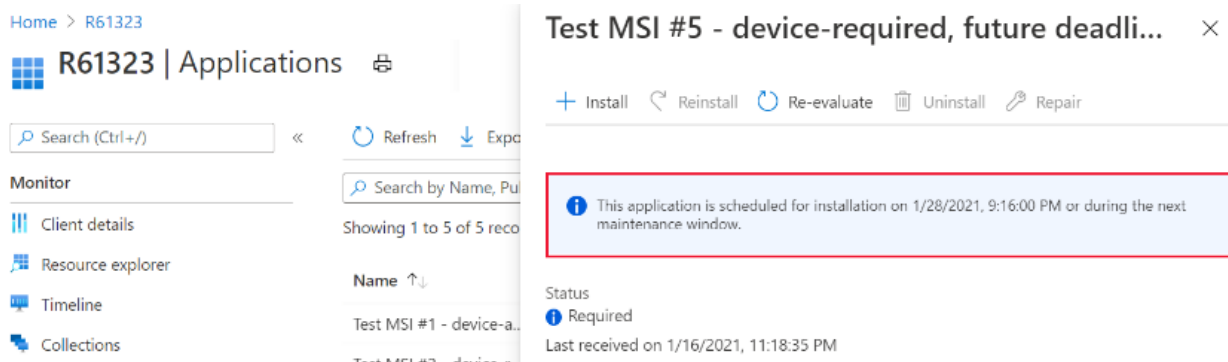 Home > R61323
R61323 | Applications
Search (Ctrl+/)
«
Monitor
Client details
Resource explorer
Timeline
Collections
Refresh
Expo
Search by Name, Pul
Showing 1 to 5 of 5 reco
Name ↑↓
Test MSI #1 - device-a..
Test MSI #5 - device-required, future deadli...
Install Reinstall Re-evaluate Uninstall Repair
This application is scheduled for installation on 1/28/2021, 9:16:00 PM or during the next
maintenance window.
Status
Required
Last received on 1/16/2021, 11:18:35 PM